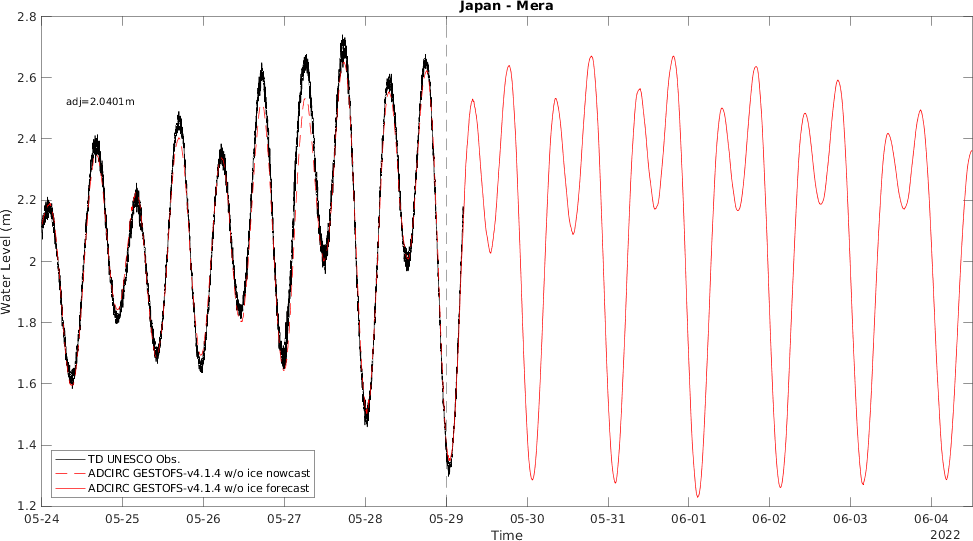 Japan - Mera
2.8
2.6
adj=2.0401m
2.4
2.2
2
1.8
1.6
1.4
1.2
Water Level (m)
TD UNESCO Obs.
ADCIRC GESTOFS-v4.1.4 w/o ice nowcast
ADCIRC GESTOFS-v4.1.4 w/o ice forecast
05-24 05-25 05-26 05-27 05-28 05-29 05-30 05-31 06-01 06-02 06-03 06-04
Time
2022